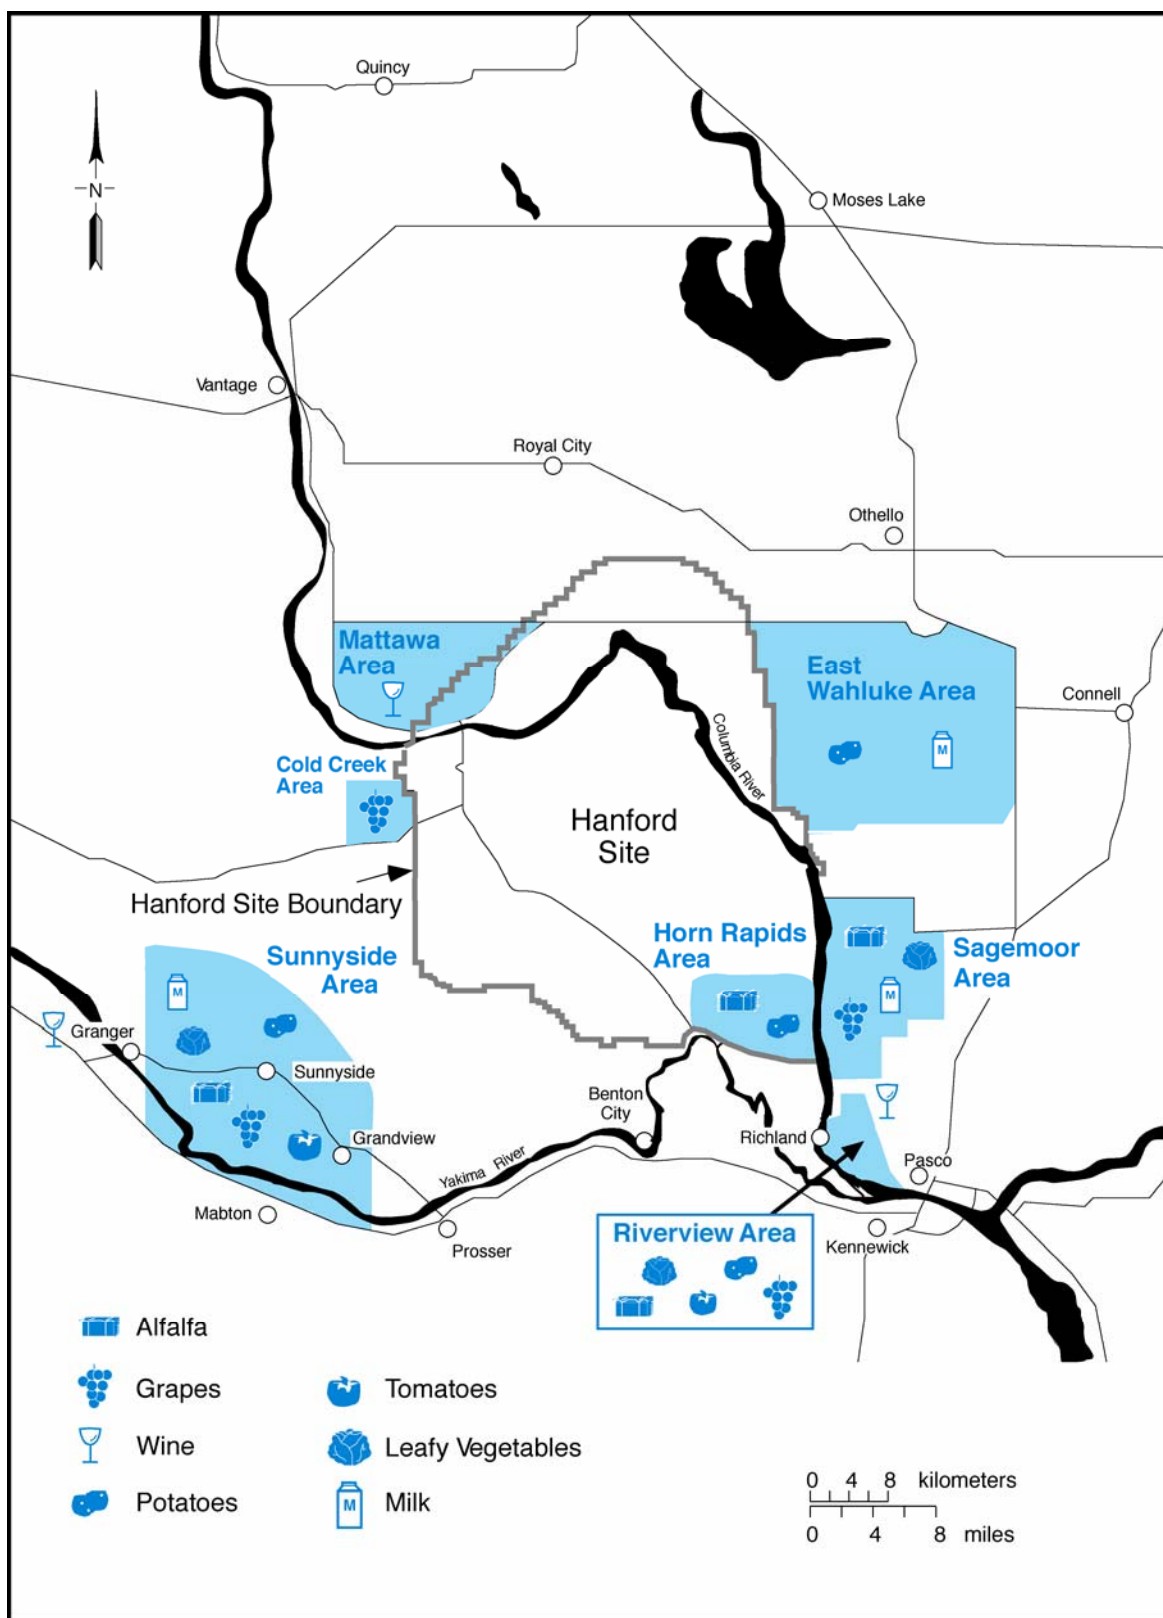 Quincy
N
Moses Lake
Vantage
Royal City
Othello
Mattawa
Area
East
Wahluke Area
Connell
Columbia River
Cold Creek
Area
M
Hanford
Site
Hanford Site Boundary
Horn Rapids
Area
Sagemoor
Area
Sunnyside
Area
M
M
Granger
Sunnyside
Benton
City
Grandview
Richland
Pasco
Yakima River
Mabton
Prosser
Riverview Area
Kennewick
Alfalfa
Grapes
Tomatoes
Wine
Leafy Vegetables
Potatoes
M
Milk
0 4 8 kilometers
0 4 8 miles